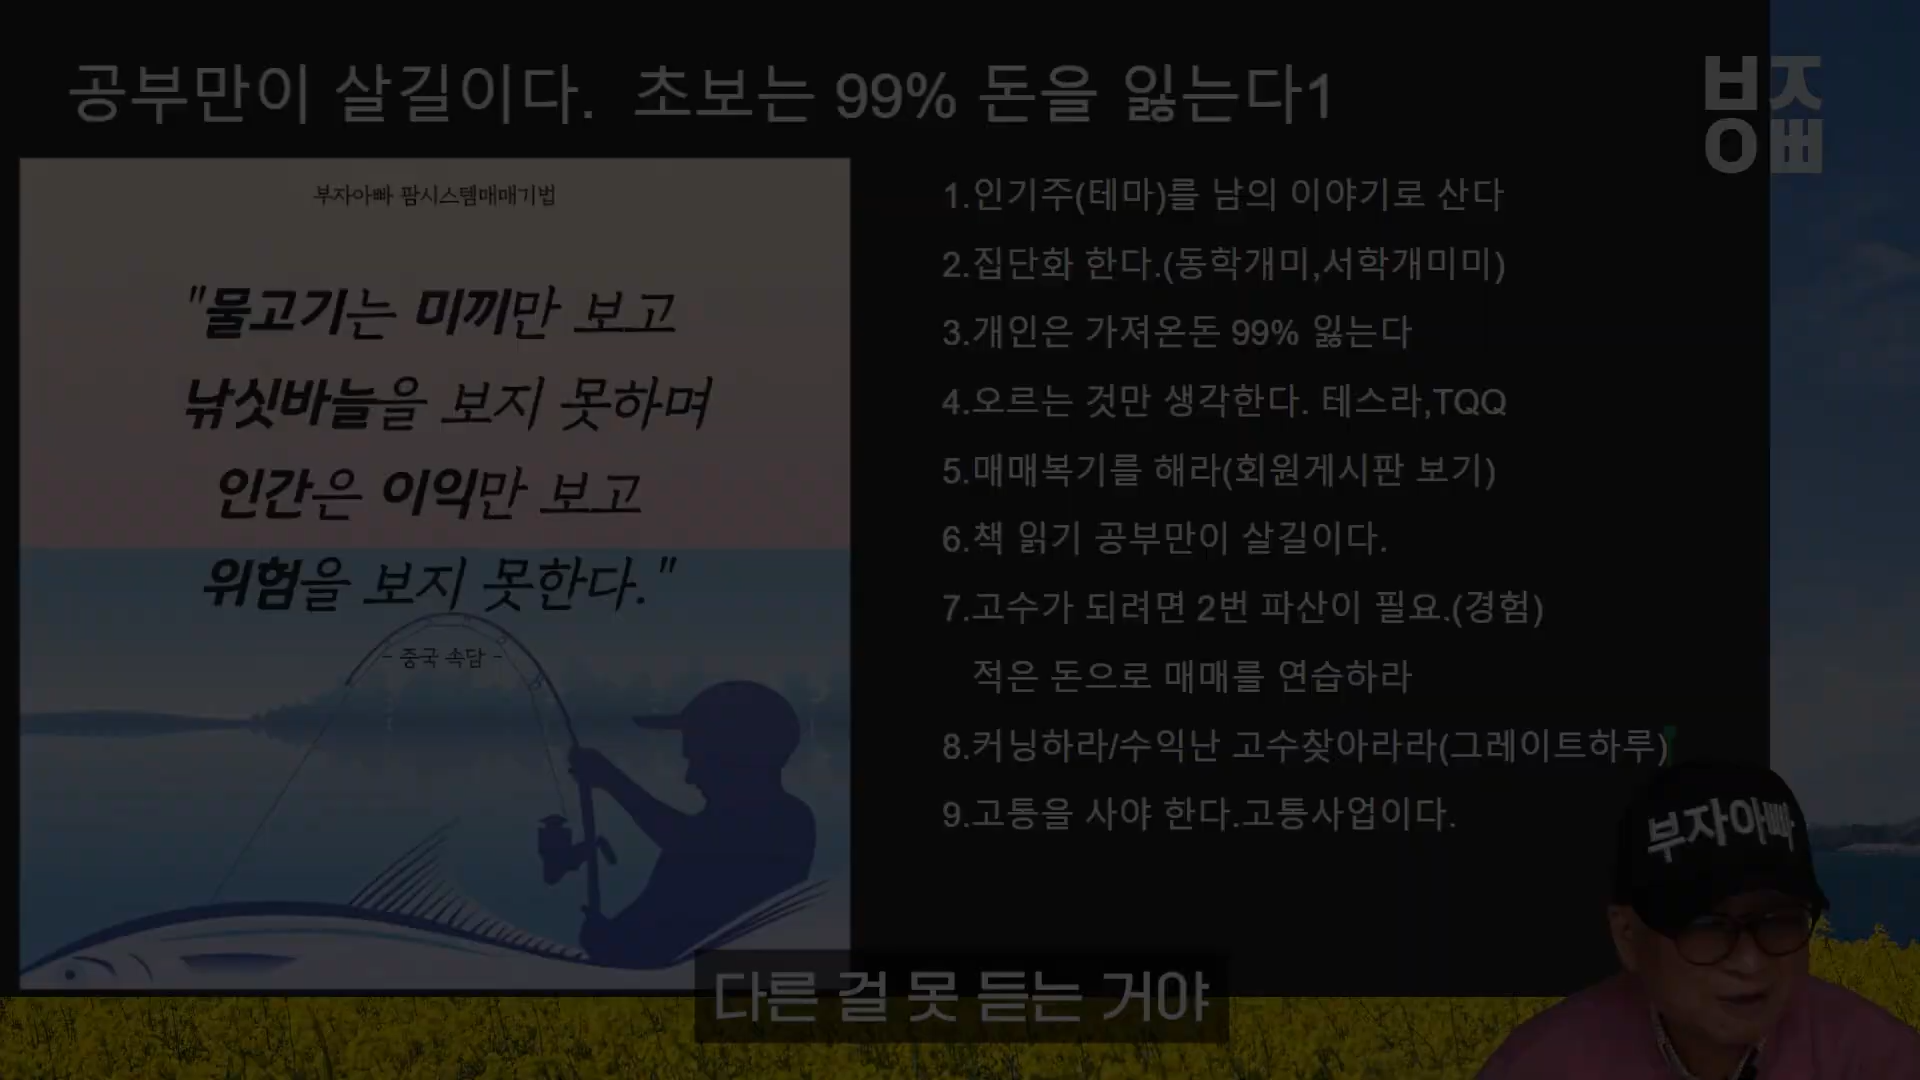 공부만이 살길이다. 초보는 99% 돈을 잃는다1
붕즈
ㅇㅃ
부자아빠 팜시스템매매기법
"물고기는 미끼만 보고
낚싯바늘을 보지 못하며
인간은 이익만 보고
위험을 보지 못한다."
- 중국 속담 -
1.인기주(테마)를 남의 이야기로 산다
2.집단화 한다.(동학개미,서학개미미)
3.개인은 가져온돈 99% 잃는다
4.오르는 것만 생각한다. 테스라,TQQ
5.매매복기를 해라(회원게시판 보기)
6.책 읽기 공부만이 살길이다.
7.고수가 되려면 2번 파산이 필요.(경험)
적은 돈으로 매매를 연습하라
8.커닝하라/수익난 고수찾아라라(그레이트하루)
9.고통을 사야 한다.고통사업이다.
부자아빠
다른 걸 못 듣는 거야